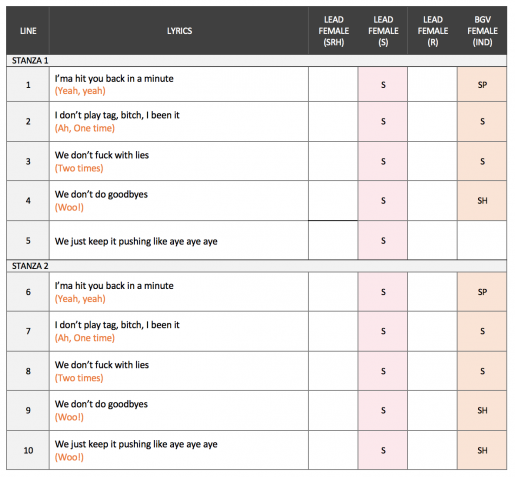 LINE LYRICS LEAD FEMALE (SRH) LEAD FEMALE (S) LEAD FEMALE (R) BGV FEMALE (IND)
STANZA 1
1 I'ma hit you back in a minute S SP
(Yeah, yeah)
2 I don't play tag, bitch, I been it S S
(Ah, One time)
3 We don't fuck with lies S S
(Two times)
4 We don't do goodbyes S SH
(Woo!)
5 We just keep it pushing like aye aye aye S
STANZA 2
6 I'ma hit you back in a minute S SP
(Yeah, yeah)
7 I don't play tag, bitch, I been it S S
(Ah, One time)
8 We don't fuck with lies S S
(Two times)
9 We don't do goodbyes S SH
(Woo!)
10 We just keep it pushing like aye aye aye S SH
(Woo!)